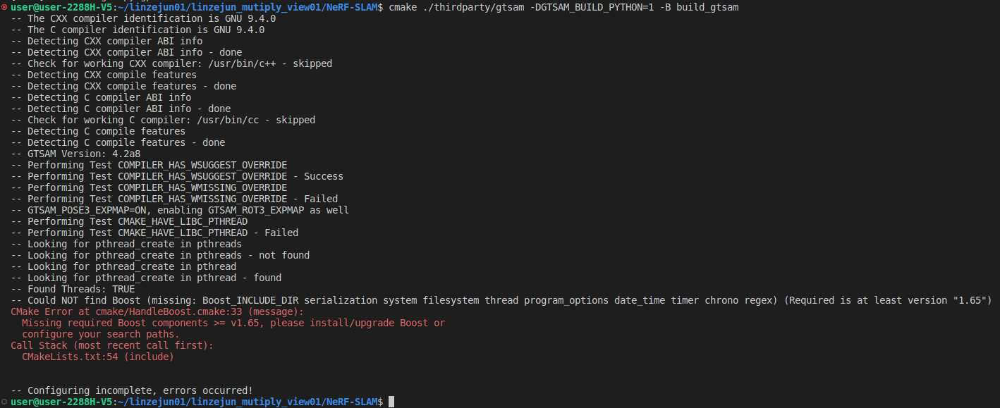 user@user-2288H-V5:~/linzejun01/linzejun_mutiply_view01/NeRF-SLAM$ cmake ./thirdparty/gtsam -DGTSAM_BUILD_PYTHON=1 -B build_gtsam
-- The CXX compiler identification is GNU 9.4.0
-- The C compiler identification is GNU 9.4.0
-- Detecting CXX compiler ABI info
-- Detecting CXX compiler ABI info - done
-- Check for working CXX compiler: /usr/bin/c++ - skipped
-- Detecting CXX compile features
-- Detecting CXX compile features - done
-- Detecting C compiler ABI info
-- Detecting C compiler ABI info - done
-- Check for working C compiler: /usr/bin/cc - skipped
-- Detecting C compile features
-- Detecting C compile features - done
-- GTSAM Version: 4.2a8
-- Performing Test COMPILER_HAS_WSUGGEST_OVERRIDE
-- Performing Test COMPILER_HAS_WSUGGEST_OVERRIDE - Success
-- Performing Test COMPILER_HAS_WMISSING_OVERRIDE
-- Performing Test COMPILER_HAS_WMISSING_OVERRIDE - Failed
-- GTSAM_POSE3_EXPMAP=ON, enabling GTSAM_ROT3_EXPMAP as well
-- Performing Test CMAKE_HAVE_LIBC_PTHREAD
-- Performing Test CMAKE_HAVE_LIBC_PTHREAD - Failed
-- Looking for pthread_create in pthreads
-- Looking for pthread_create in pthreads - not found
-- Looking for pthread_create in pthread
-- Looking for pthread_create in pthread - found
-- Found Threads: TRUE
-- Could NOT find Boost (missing: Boost_INCLUDE_DIR serialization system filesystem thread program_options date_time timer chrono regex) (Required is at least version "1.65")
CMake Error at cmake/HandleBoost.cmake:33 (message):
  Missing required Boost components >= v1.65, please install/upgrade Boost or
  configure your search paths.
Call Stack (most recent call first):
  CMakeLists.txt:54 (include)
-- Configuring incomplete, errors occurred!
user@user-2288H-V5:~/linzejun01/linzejun_mutiply_view01/NeRF-SLAM$